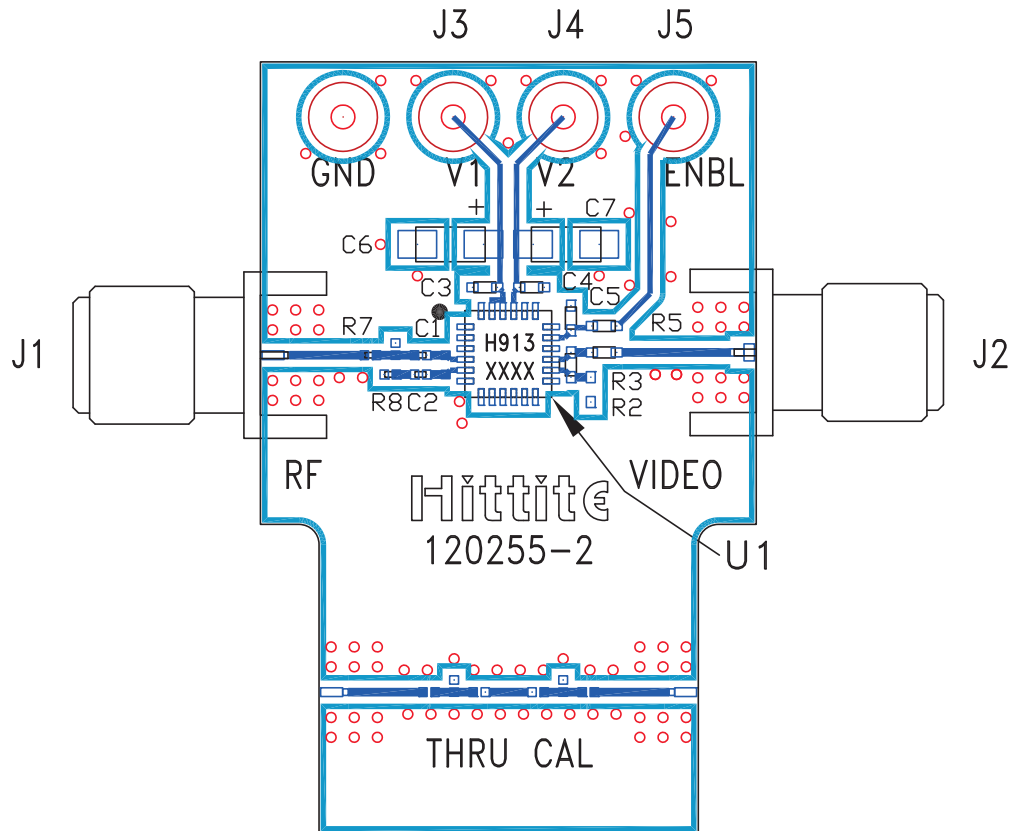 J3 J4 J5
GND V1 V2 ENBL
+ + C7
C6
C3 C4 C5
R7 C1 H913 R5
J1 XXXX J2
R8 C2 R3
R2
RF VIDEO
Hittite
120255-2 U1
THRU CAL